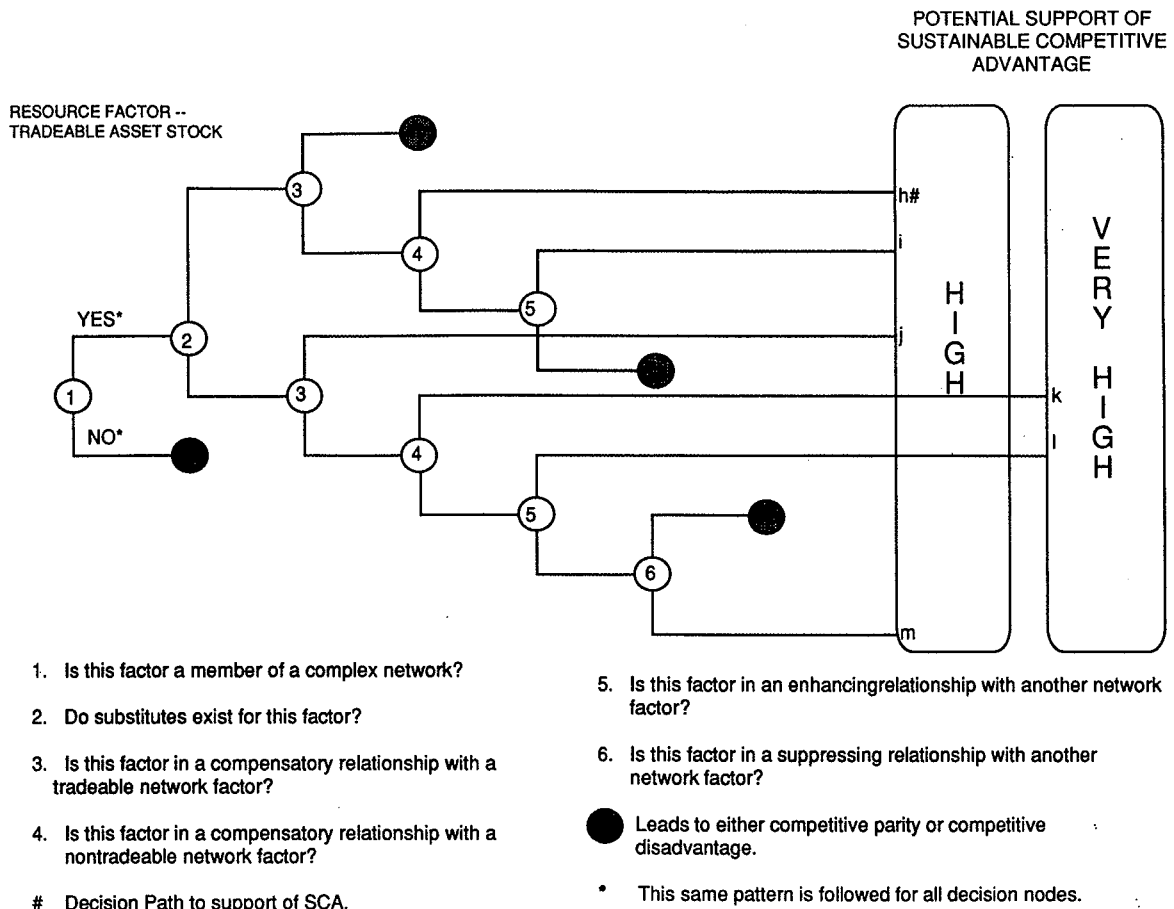 POTENTIAL SUPPORT OF
SUSTAINABLE COMPETITIVE
ADVANTAGE
RESOURCE FACTOR --
TRADEABLE ASSET STOCK
3
h#
4
i
5
YES*
2
j
3
1
k
NO*
4
l
5
6
m
HIGH
VERY HIGH
1. Is this factor a member of a complex network?
2. Do substitutes exist for this factor?
3. Is this factor in a compensatory relationship with a
tradeable network factor?
4. Is this factor in a compensatory relationship with a
nontradeable network factor?
# Decision Path to support of SCA.
5. Is this factor in an enhancingrelationship with another network
factor?
6. Is this factor in a suppressing relationship with another
network factor?
Leads to either competitive parity or competitive
disadvantage.
* This same pattern is followed for all decision nodes.